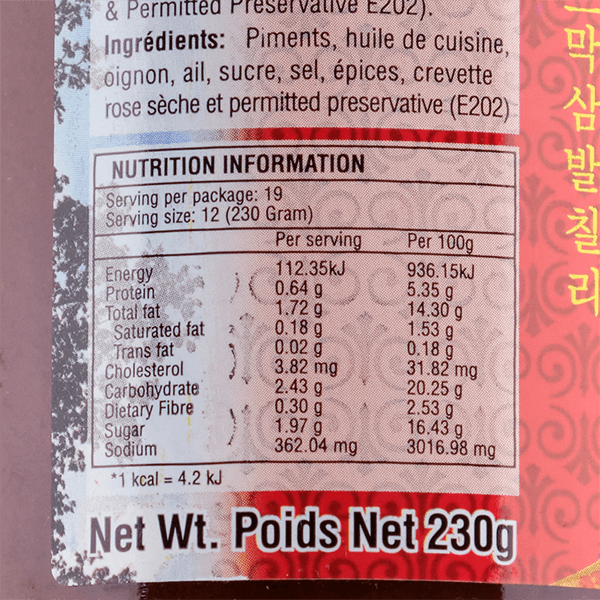 & Permitted Preservative E202).
Ingrédients: Piments, huile de cuisine,
oignon, ail, sucre, sel, épices, crevette
rose sèche et permitted preservative (E202)
NUTRITION INFORMATION
Serving per package: 19
Serving size: 12 (230 Gram)
Per serving Per 100g
Energy 112.35kJ 936.15kJ
Protein 0.64 g 5.35 g
Total fat 1.72 g 14.30 g
Saturated fat 0.18 g 1.53 g
Trans fat 0.02 g 0.18 g
Cholesterol 3.82 mg 31.82 mg
Carbohydrate 2.43 g 20.25 g
Dietary Fibre 0.30 g 2.53 g
Sugar 1.97 g 16.43 g
Sodium 362.04 mg 3016.98 mg
*1 kcal = 4.2 kJ
Net Wt. Poids Net 230g
막삼발칠리